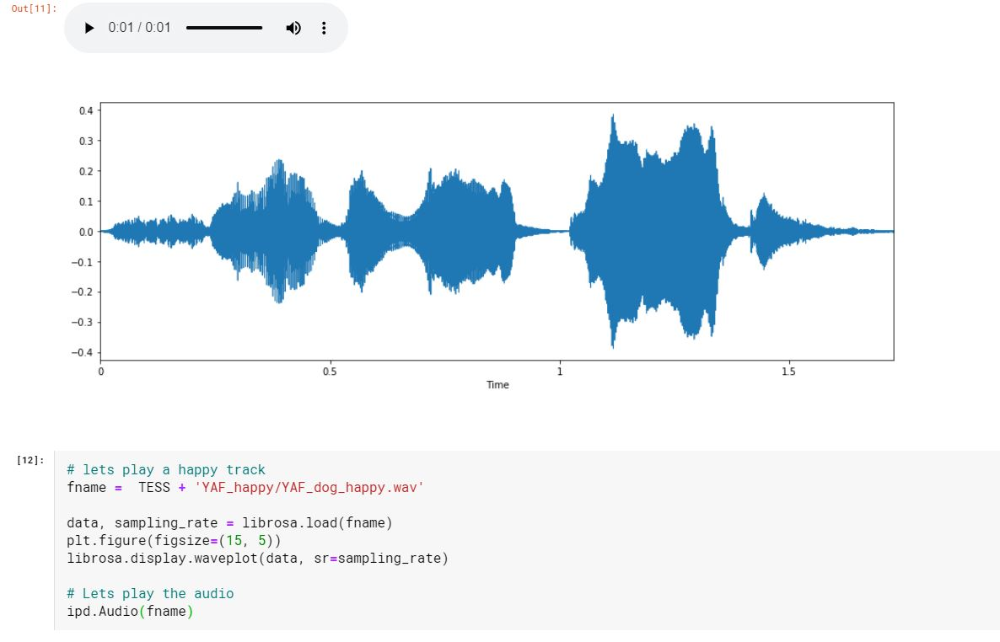 Out[11]:
0:01 / 0:01
0.4
0.3
0.2
0.1
0.0
−0.1
−0.2
−0.3
−0.4
0 0.5 1 1.5
Time
[12]:
# lets play a happy track
fname =  TESS + 'YAF_happy/YAF_dog_happy.wav'
data, sampling_rate = librosa.load(fname)
plt.figure(figsize=(15, 5))
librosa.display.waveplot(data, sr=sampling_rate)
# Lets play the audio
ipd.Audio(fname)